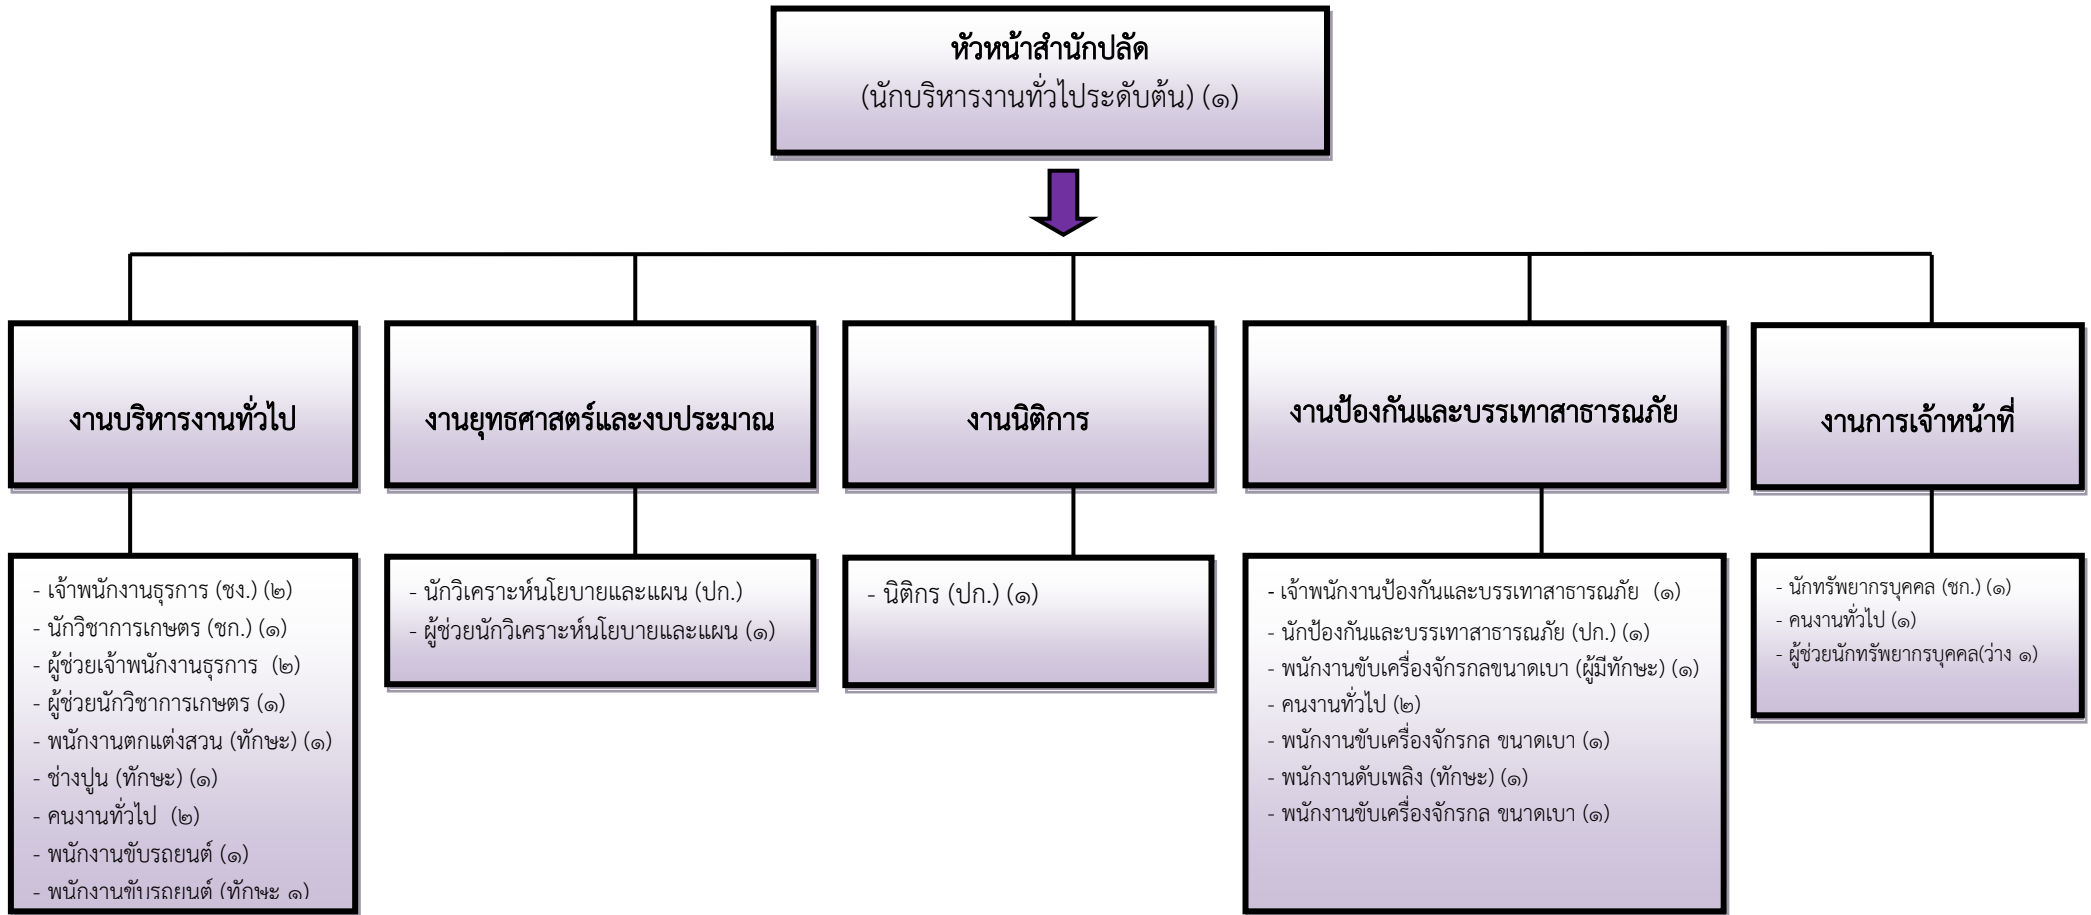 หัวหน้าสำนักปลัด
(นักบริหารงานทั่วไประดับต้น) (๑)
งานบริหารงานทั่วไป
งานยุทธศาสตร์และงบประมาณ
งานนิติการ
งานป้องกันและบรรเทาสาธารณภัย
งานการเจ้าหน้าที่
- เจ้าพนักงานธุรการ (ชง.) (๒)
- นักวิชาการเกษตร (ชก.) (๑)
- ผู้ช่วยเจ้าพนักงานธุรการ (๒)
- ผู้ช่วยนักวิชาการเกษตร (๑)
- พนักงานตกแต่งสวน (ทักษะ) (๑)
- ช่างปูน (ทักษะ) (๑)
- คนงานทั่วไป (๒)
- พนักงานขับรถยนต์ (๑)
- พนักงานขับรถยนต์ (ทักษะ ๑)
- นักวิเคราะห์นโยบายและแผน (ปก.)
- ผู้ช่วยนักวิเคราะห์นโยบายและแผน (๑)
- นิติกร (ปก.) (๑)
- เจ้าพนักงานป้องกันและบรรเทาสาธารณภัย (๑)
- นักป้องกันและบรรเทาสาธารณภัย (ปก.) (๑)
- พนักงานขับเครื่องจักรกลขนาดเบา (ผู้มีทักษะ) (๑)
- คนงานทั่วไป (๒)
- พนักงานขับเครื่องจักรกล ขนาดเบา (๑)
- พนักงานดับเพลิง (ทักษะ) (๑)
- พนักงานขับเครื่องจักรกล ขนาดเบา (๑)
- นักทรัพยากรบุคคล (ชก.) (๑)
- คนงานทั่วไป (๑)
- ผู้ช่วยนักทรัพยากรบุคคล(ว่าง ๑)